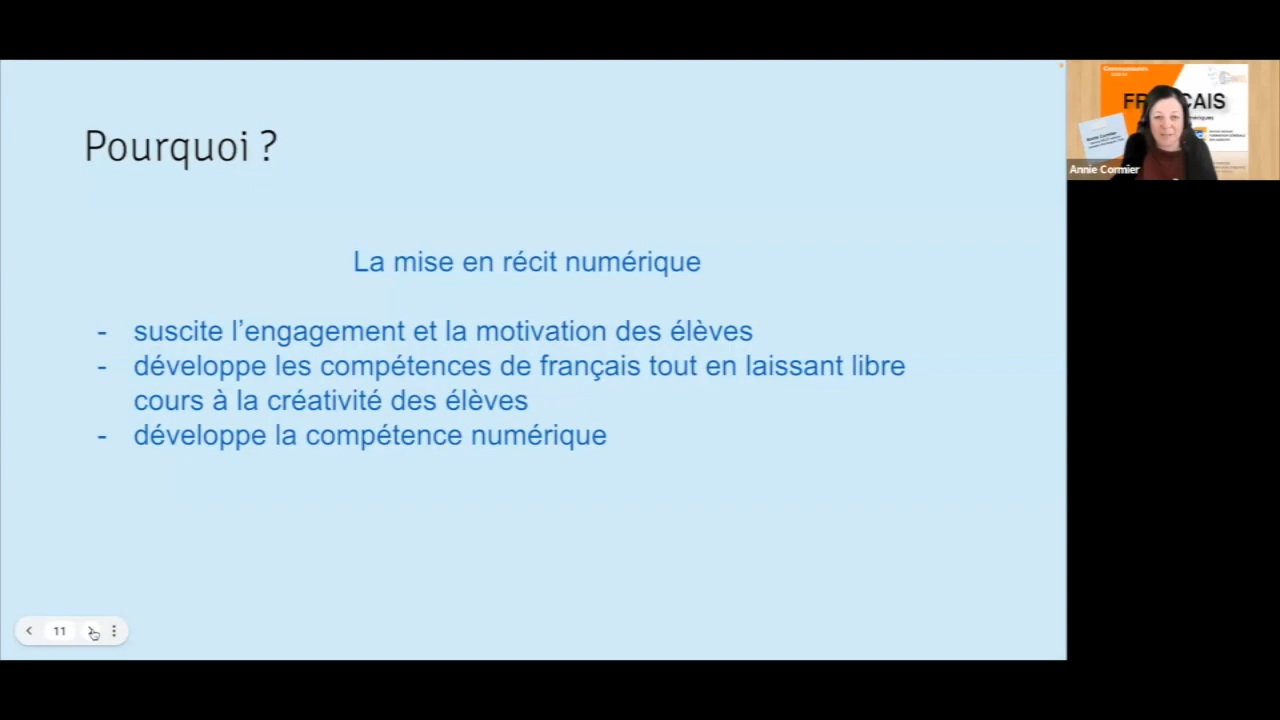 Pourquoi ?
La mise en récit numérique
- suscite l’engagement et la motivation des élèves
- développe les compétences de français tout en laissant libre
cours à la créativité des élèves
- développe la compétence numérique
11
Annie Cormier